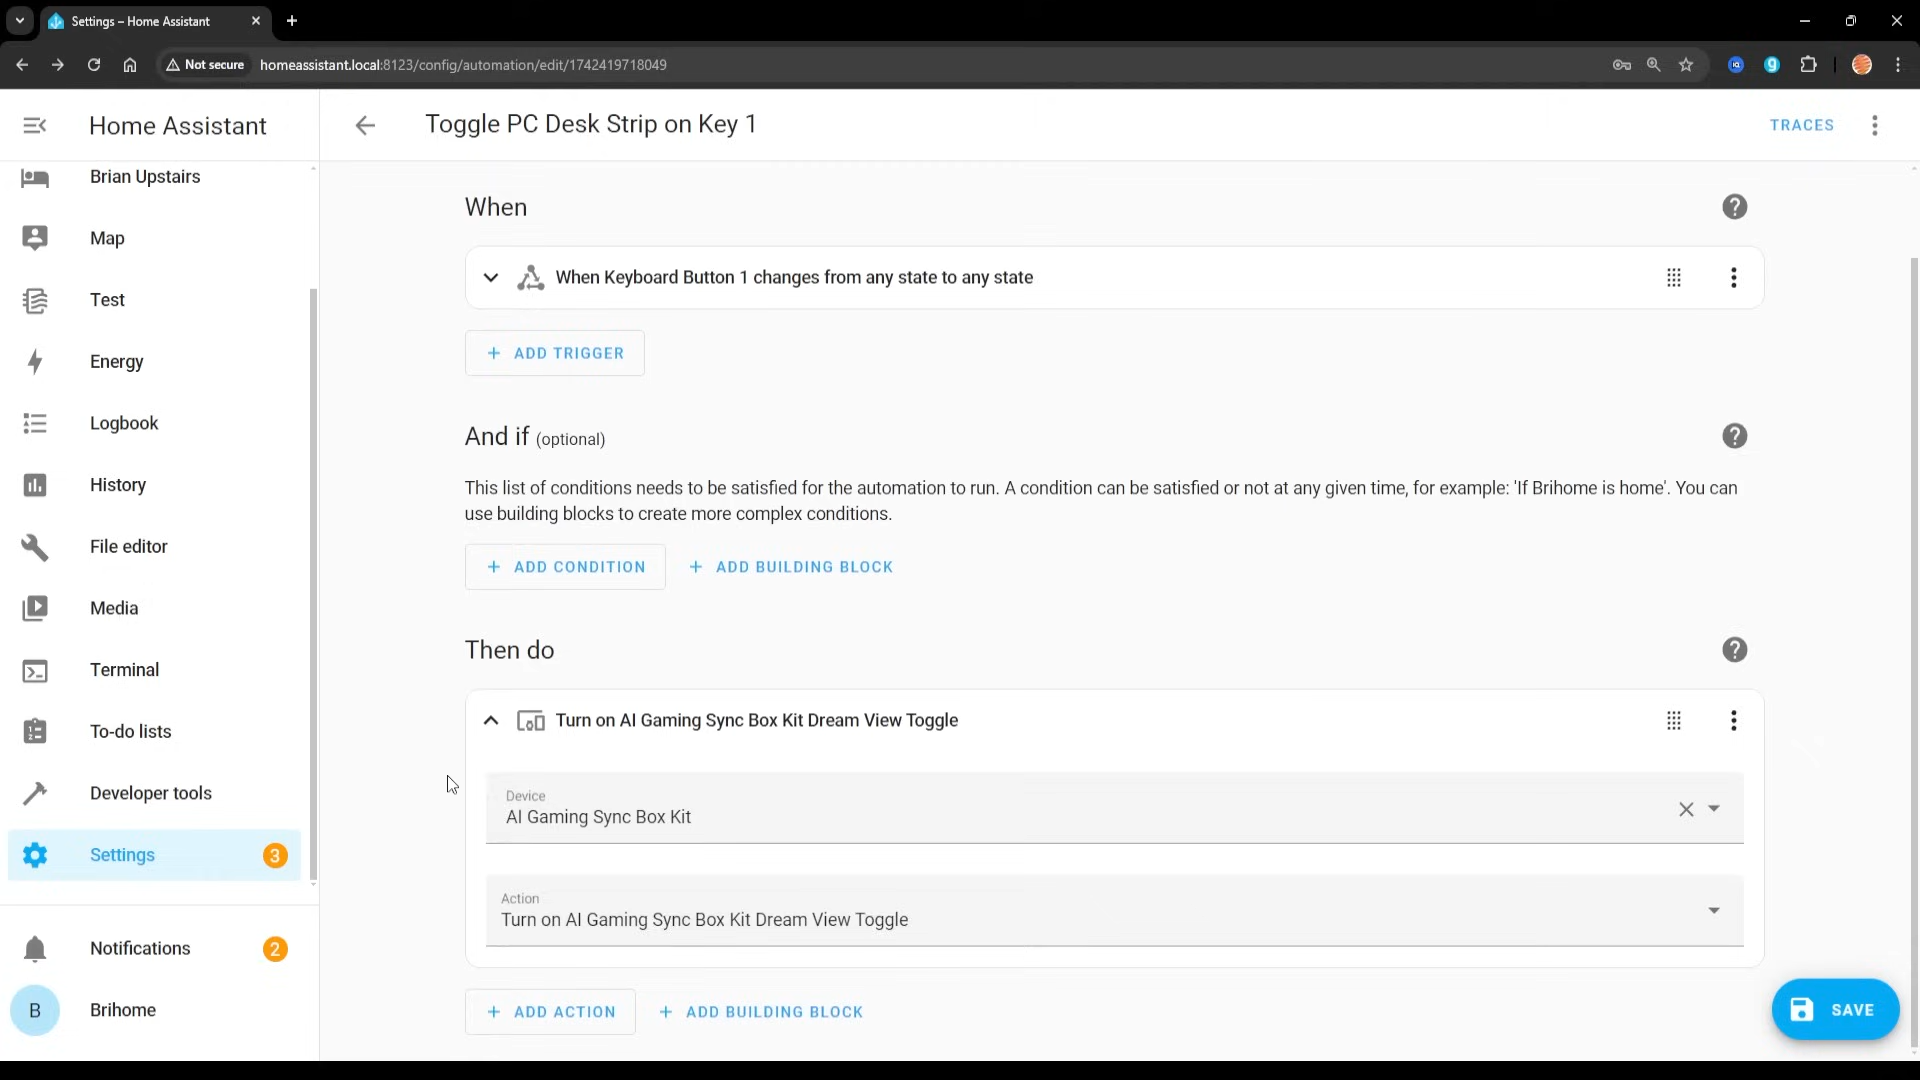 Settings – Home Assistant
Not secure
homeassistant.local:8123/config/automation/edit/1742419718049
Home Assistant
Toggle PC Desk Strip on Key 1
TRACES
Brian Upstairs
Map
Test
Energy
Logbook
History
File editor
Media
Terminal
To-do lists
Developer tools
Settings
3
Notifications
2
B
Brihome
When
When Keyboard Button 1 changes from any state to any state
+ ADD TRIGGER
And if (optional)
This list of conditions needs to be satisfied for the automation to run. A condition can be satisfied or not at any given time, for example: 'If Brihome is home'. You can
use building blocks to create more complex conditions.
+ ADD CONDITION
+ ADD BUILDING BLOCK
Then do
Turn on AI Gaming Sync Box Kit Dream View Toggle
Device
AI Gaming Sync Box Kit
Action
Turn on AI Gaming Sync Box Kit Dream View Toggle
+ ADD ACTION
+ ADD BUILDING BLOCK
SAVE